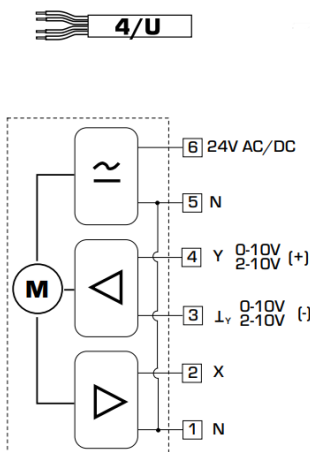 4/U
6 24V AC/DC
≃
5 N
4 Y 0-10V
2-10V (+)
M
3 ⊥Y 0-10V
2-10V (-)
2 X
1 N